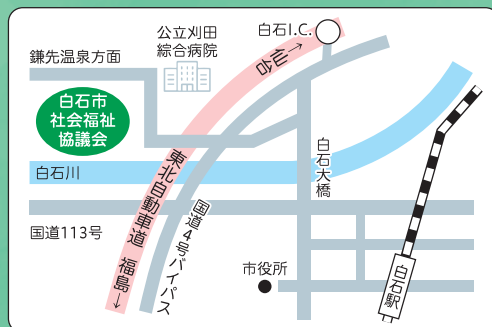 公立刈田
綜合病院
白石I.C.
←仙台
鎌先温泉方面
白石市
社会福祉
協議会
白石川
東北自動車道 福島→
国道4号バイパス
白石大橋
国道113号
市役所
白石駅